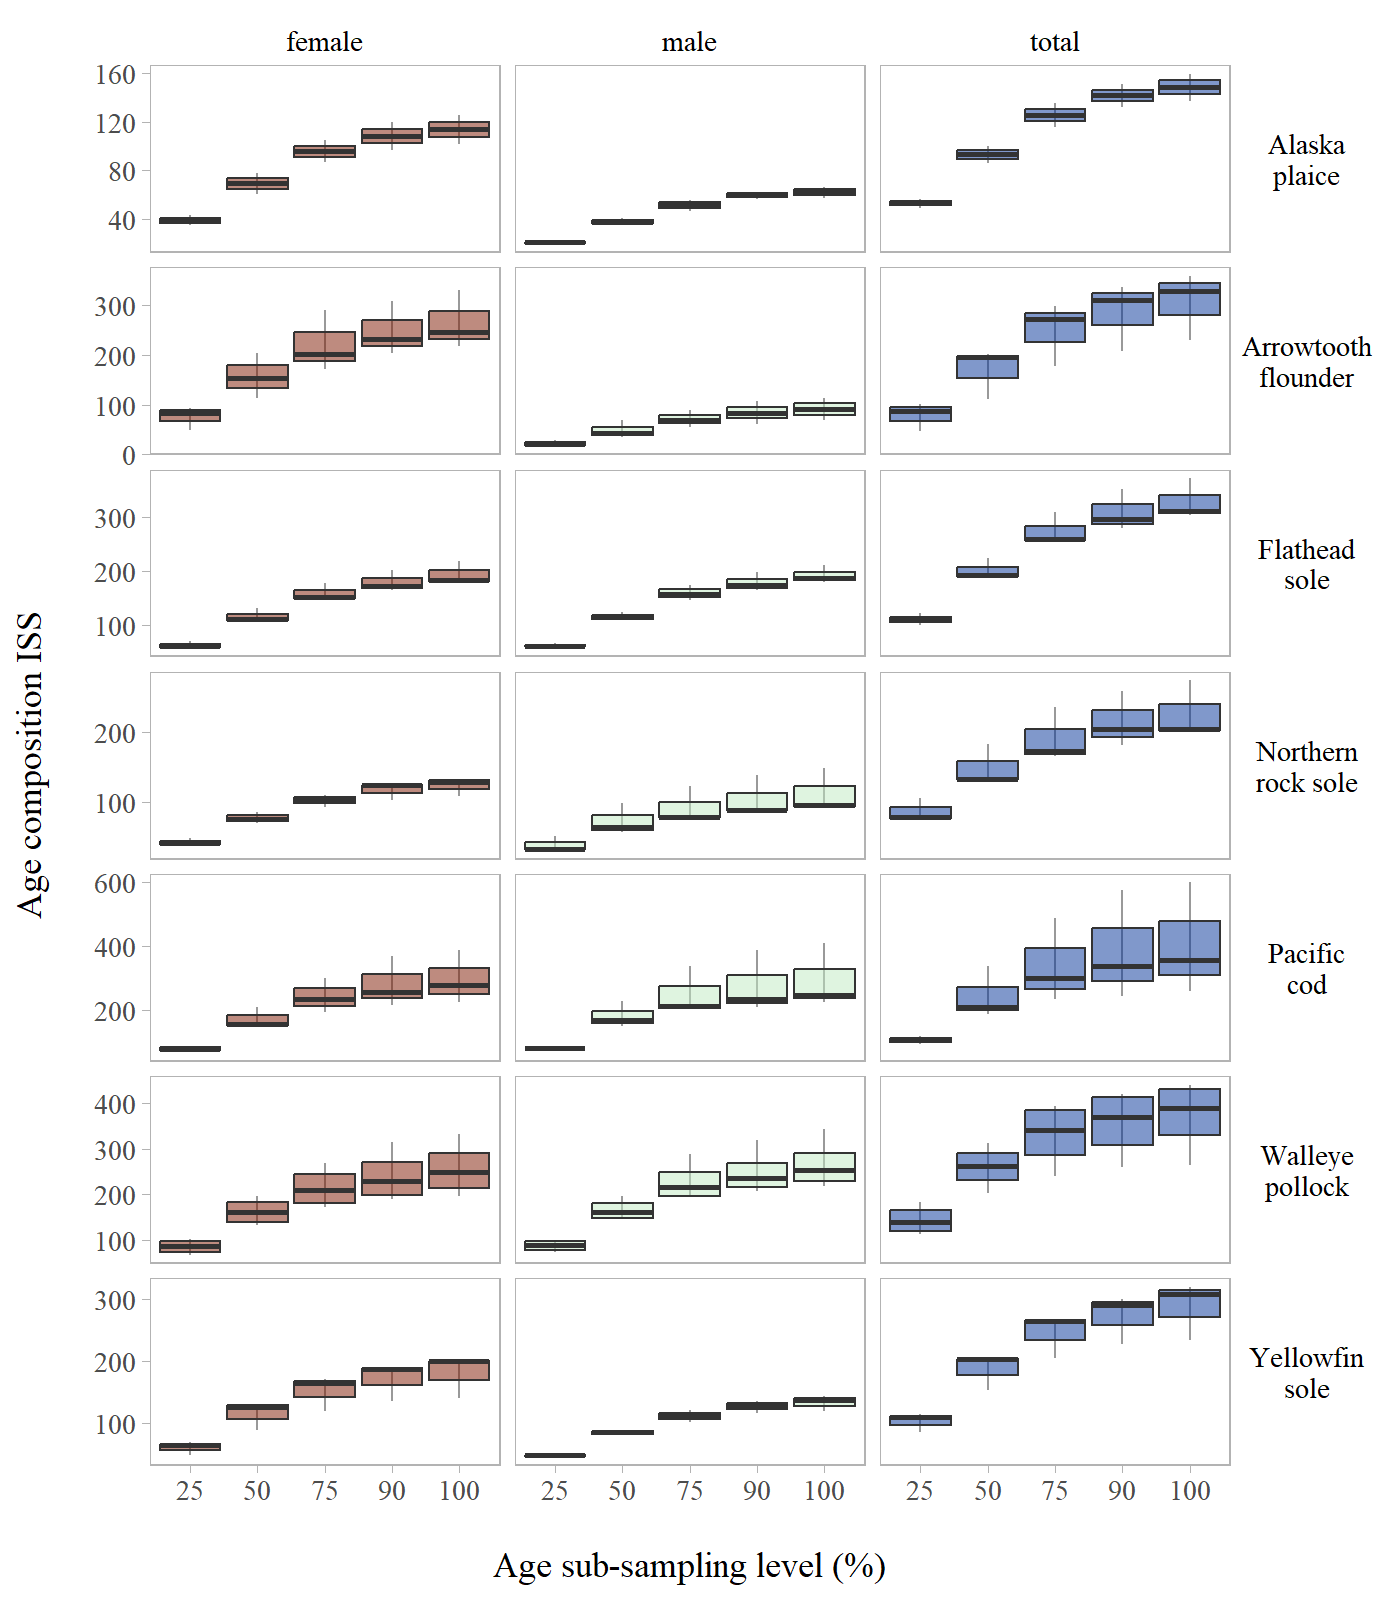 female male total
160
120
80
40
Alaska
plaice
300
200
100
0
Arrowtooth
flounder
300
200
100
Flathead
sole
200
100
Northern
rock sole
600
400
200
Pacific
cod
400
300
200
100
Walleye
pollock
300
200
100
Yellowfin
sole
25 50 75 90 100 25 50 75 90 100 25 50 75 90 100
Age composition ISS
Age sub-sampling level (%)